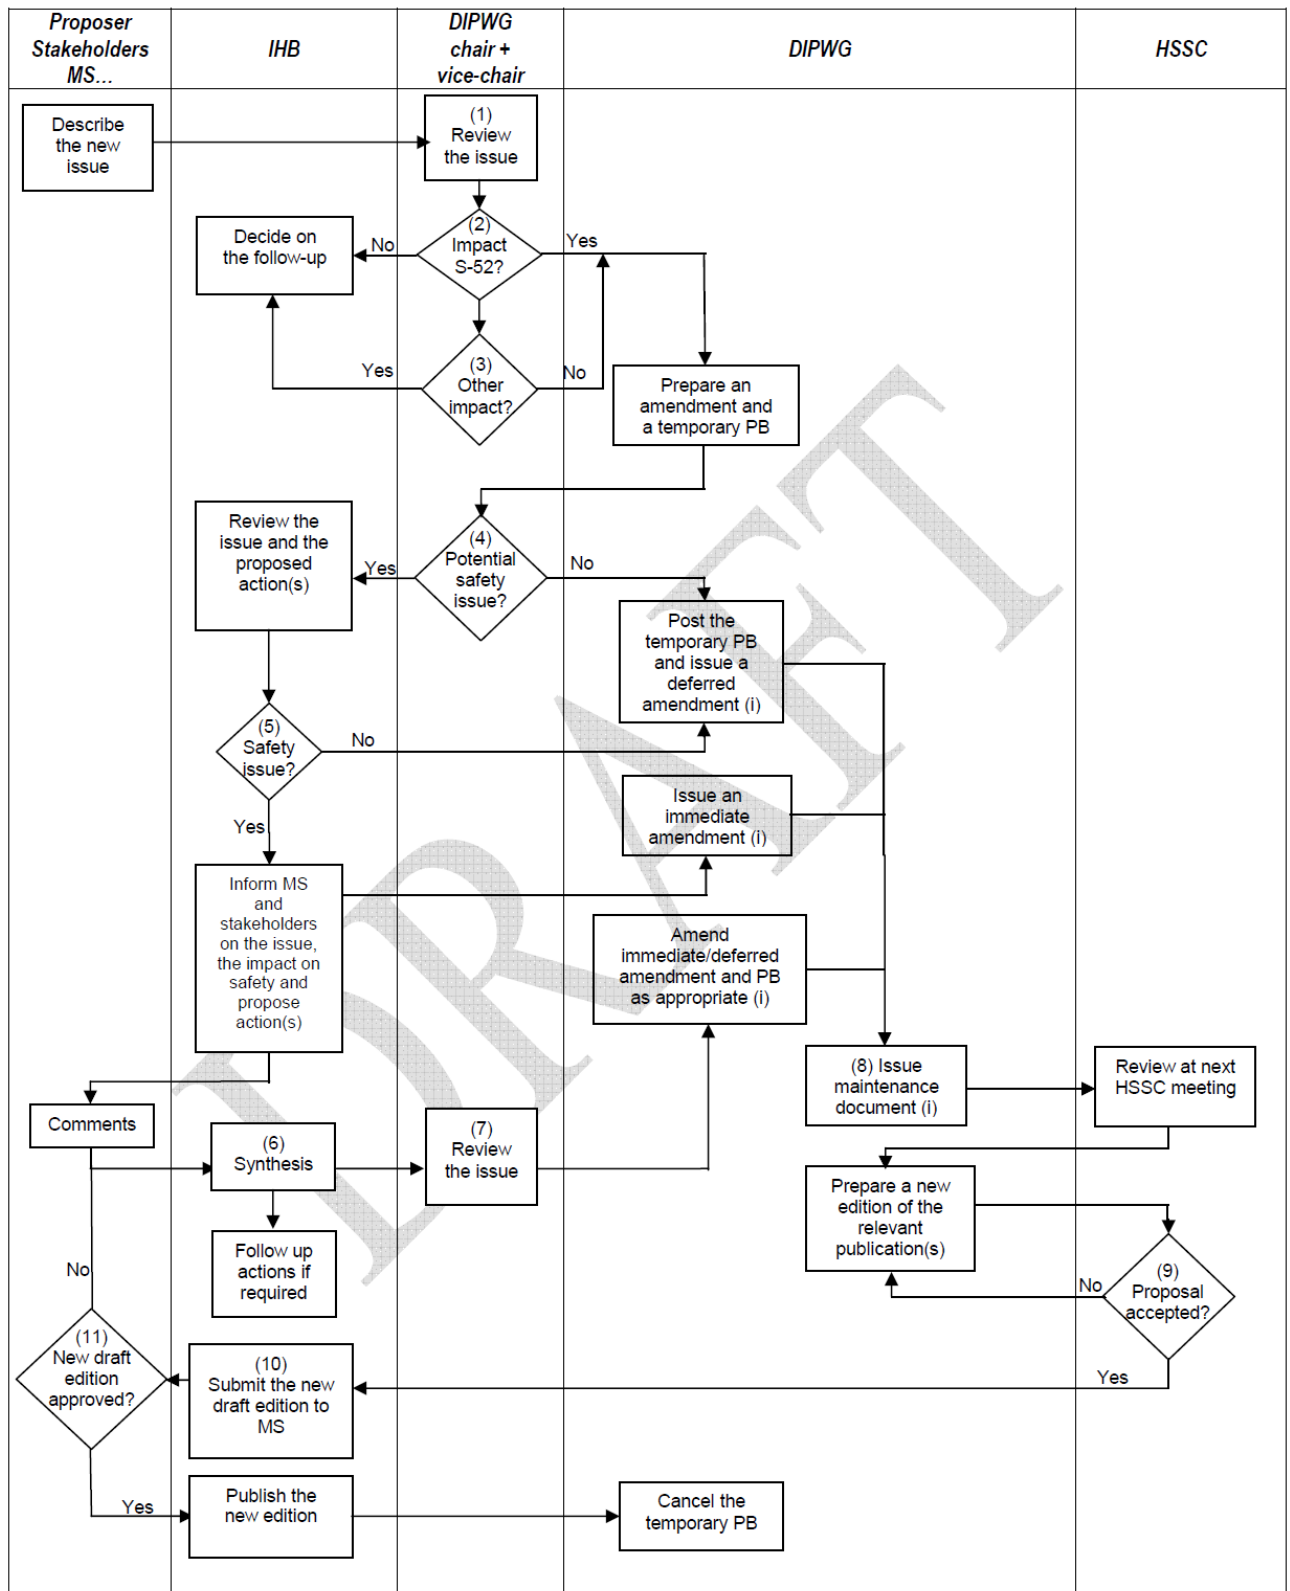 Proposer
Stakeholders
MS...
IHB
DIPWG
chair +
vice-chair
DIPWG
HSSC
Describe
the new
issue
(1)
Review
the issue
Decide on
the follow-up
No
(2)
Impact
S-52?
Yes
Yes
(3)
Other
impact?
No
Prepare an
amendment and
a temporary PB
Review the
issue and the
proposed
action(s)
Yes
(4)
Potential
safety
issue?
No
Post the
temporary PB
and issue a
deferred
amendment (i)
(5)
Safety
issue?
No
Yes
Issue an
immediate
amendment (i)
Inform MS
and
stakeholders
on the issue,
the impact on
safety and
propose
action(s)
Amend
immediate/deferred
amendment and PB
as appropriate (i)
(8) Issue
maintenance
document (i)
Review at next
HSSC meeting
Comments
(6)
Synthesis
(7)
Review
the issue
Prepare a new
edition of the
relevant
publication(s)
Follow up
actions if
required
No
No
(9)
Proposal
accepted?
(11)
New draft
edition
approved?
(10)
Submit the new
draft edition to
MS
Yes
Yes
Publish the
new edition
Cancel the
temporary PB
DRAFT